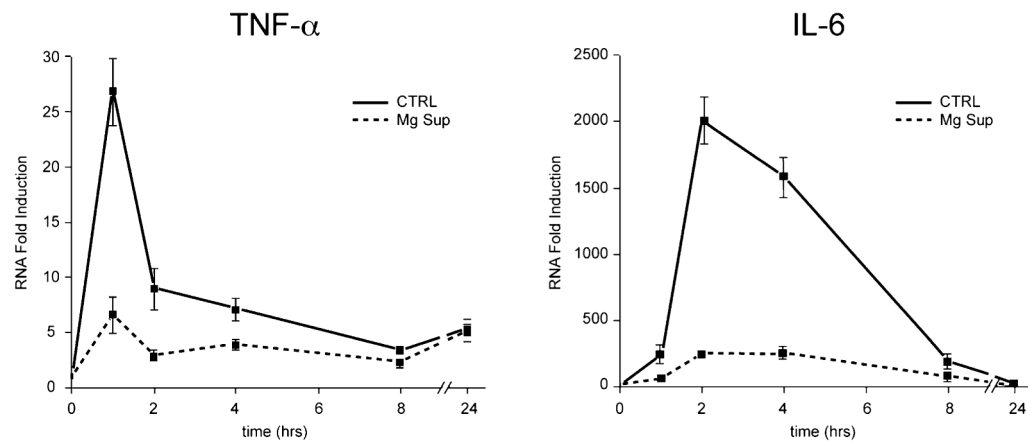 TNF-α
30
25
20
15
10
5
0
RNA Fold Induction
CTRL
Mg Sup
0 2 4 6 8 24
time (hrs)
IL-6
2500
2000
1500
1000
500
0
RNA Fold Induction
CTRL
Mg Sup
0 2 4 6 8 24
time (hrs)